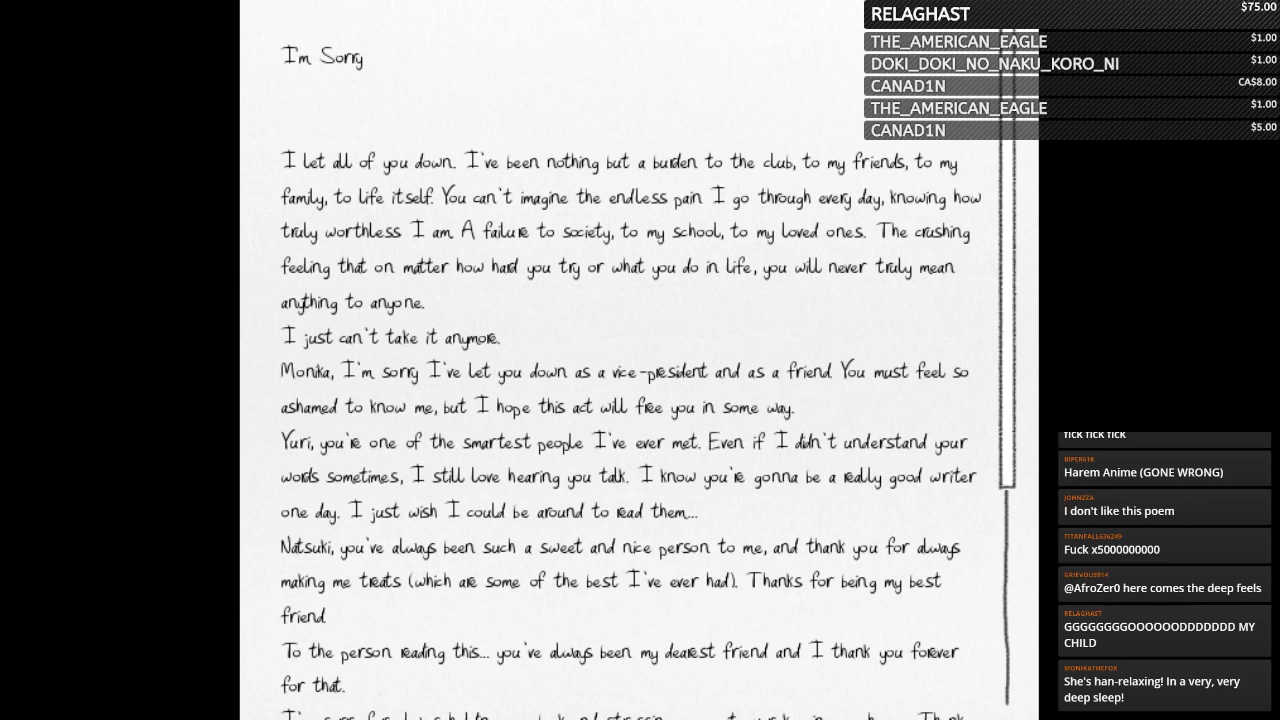 I'm Sorry
I let all of you down. I've been nothing but a burden to the club, to my friends, to my
family, to life itself. You can't imagine the endless pain I go through every day, knowing how
truly worthless I am. A failure to society, to my school, to my loved ones. The crushing
feeling that on matter how hard you try or what you do in life, you will never truly mean
anything to anyone.
I just can't take it anymore.
Monika, I'm sorry I've let you down as a vice-president and as a friend. You must feel so
ashamed to know me, but I hope this act will free you in some way.
Yuri, you're one of the smartest people I've ever met. Even if I didn't understand your
words sometimes, I still love hearing you talk. I know you're gonna be a really good writer
one day. I just wish I could be around to read them...
Natsuki, you've always been such a sweet and nice person to me, and thank you for always
making me treats (which are some of the best I've ever had). Thanks for being my best
friend.
To the person reading this... you've always been my dearest friend and I thank you forever
for that.
RELAGHAST $75.00
THE_AMERICAN_EAGLE $1.00
DOKI_DOKI_NO_NAKU_KORO_NI $1.00
CANAD1N CA$8.00
THE_AMERICAN_EAGLE $1.00
CANAD1N $5.00
TICK TICK TICK
BIPERG18
Harem Anime (GONE WRONG)
JOHNZZA
I don't like this poem
TITANFALL636249
Fuck x5000000000
GRIEVOUS914
@AfroZer0 here comes the deep feels
RELAGHAST
GGGGGGGGOOOOOODDDDDDD MY
CHILD
MONIKATHEFOX
She's han-relaxing! In a very, very
deep sleep!